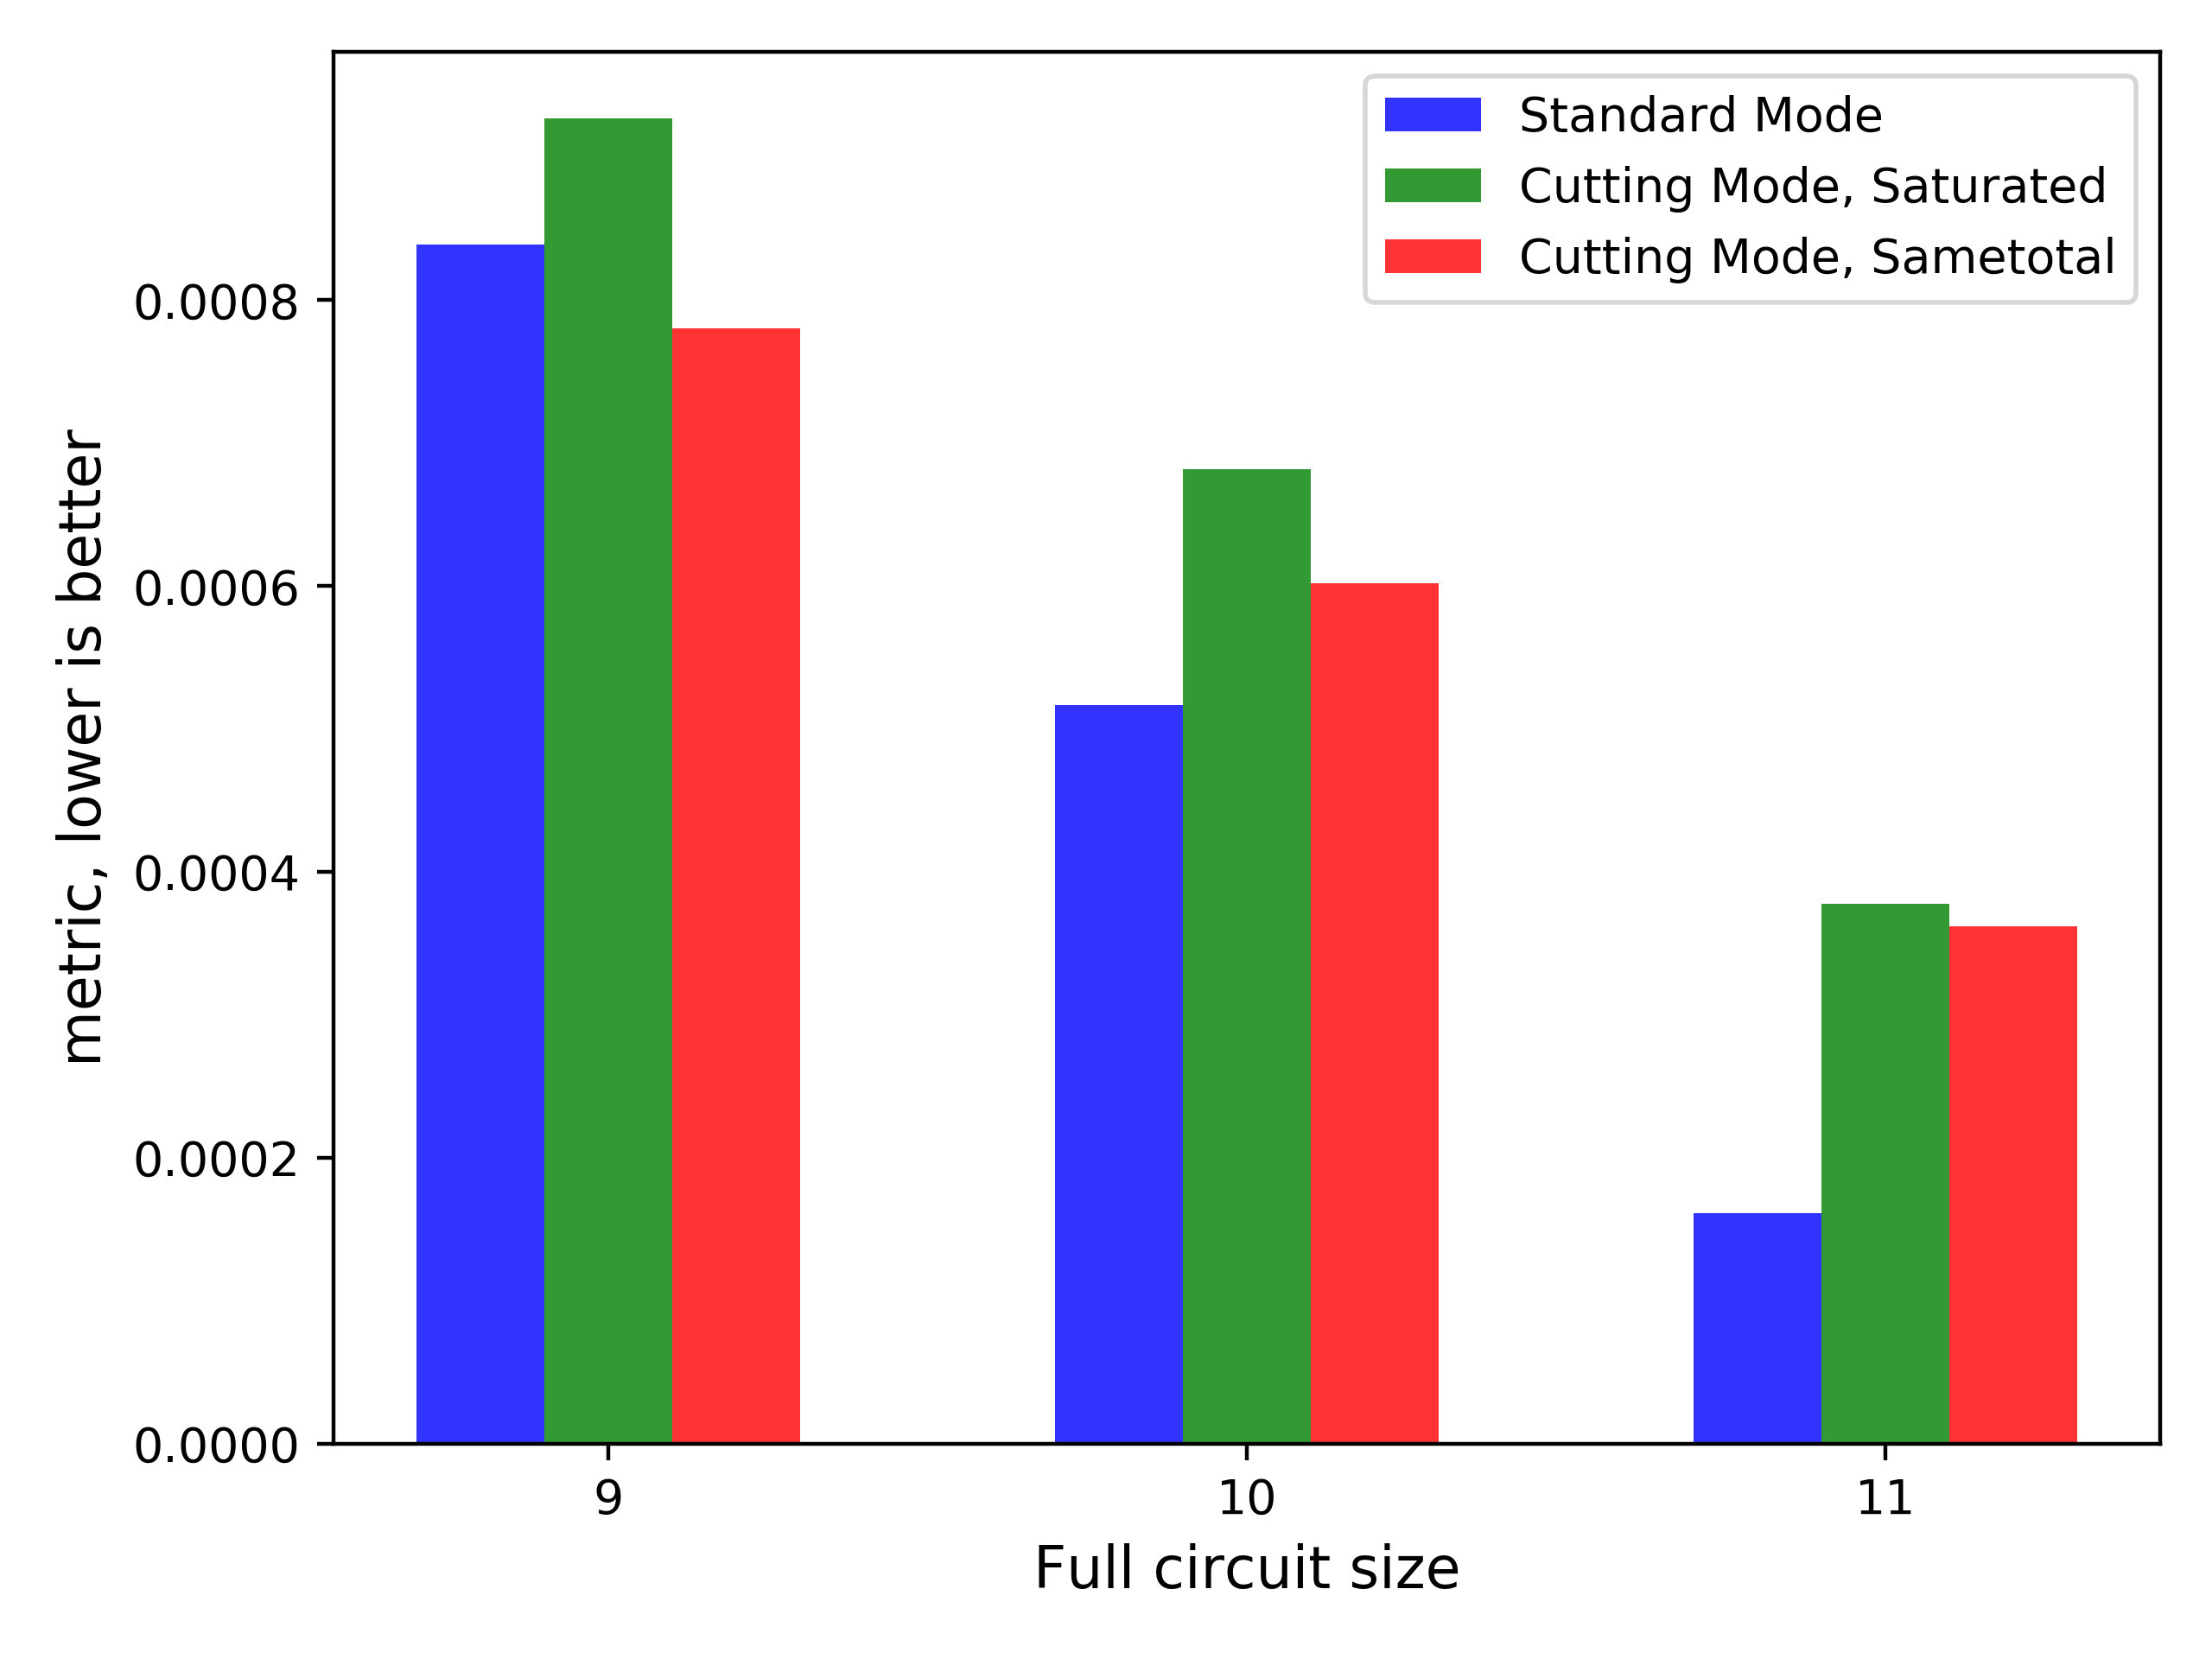 Standard Mode
Cutting Mode, Saturated
Cutting Mode, Sametotal
metric, lower is better
0.0008
0.0006
0.0004
0.0002
0.0000
9
10
11
Full circuit size